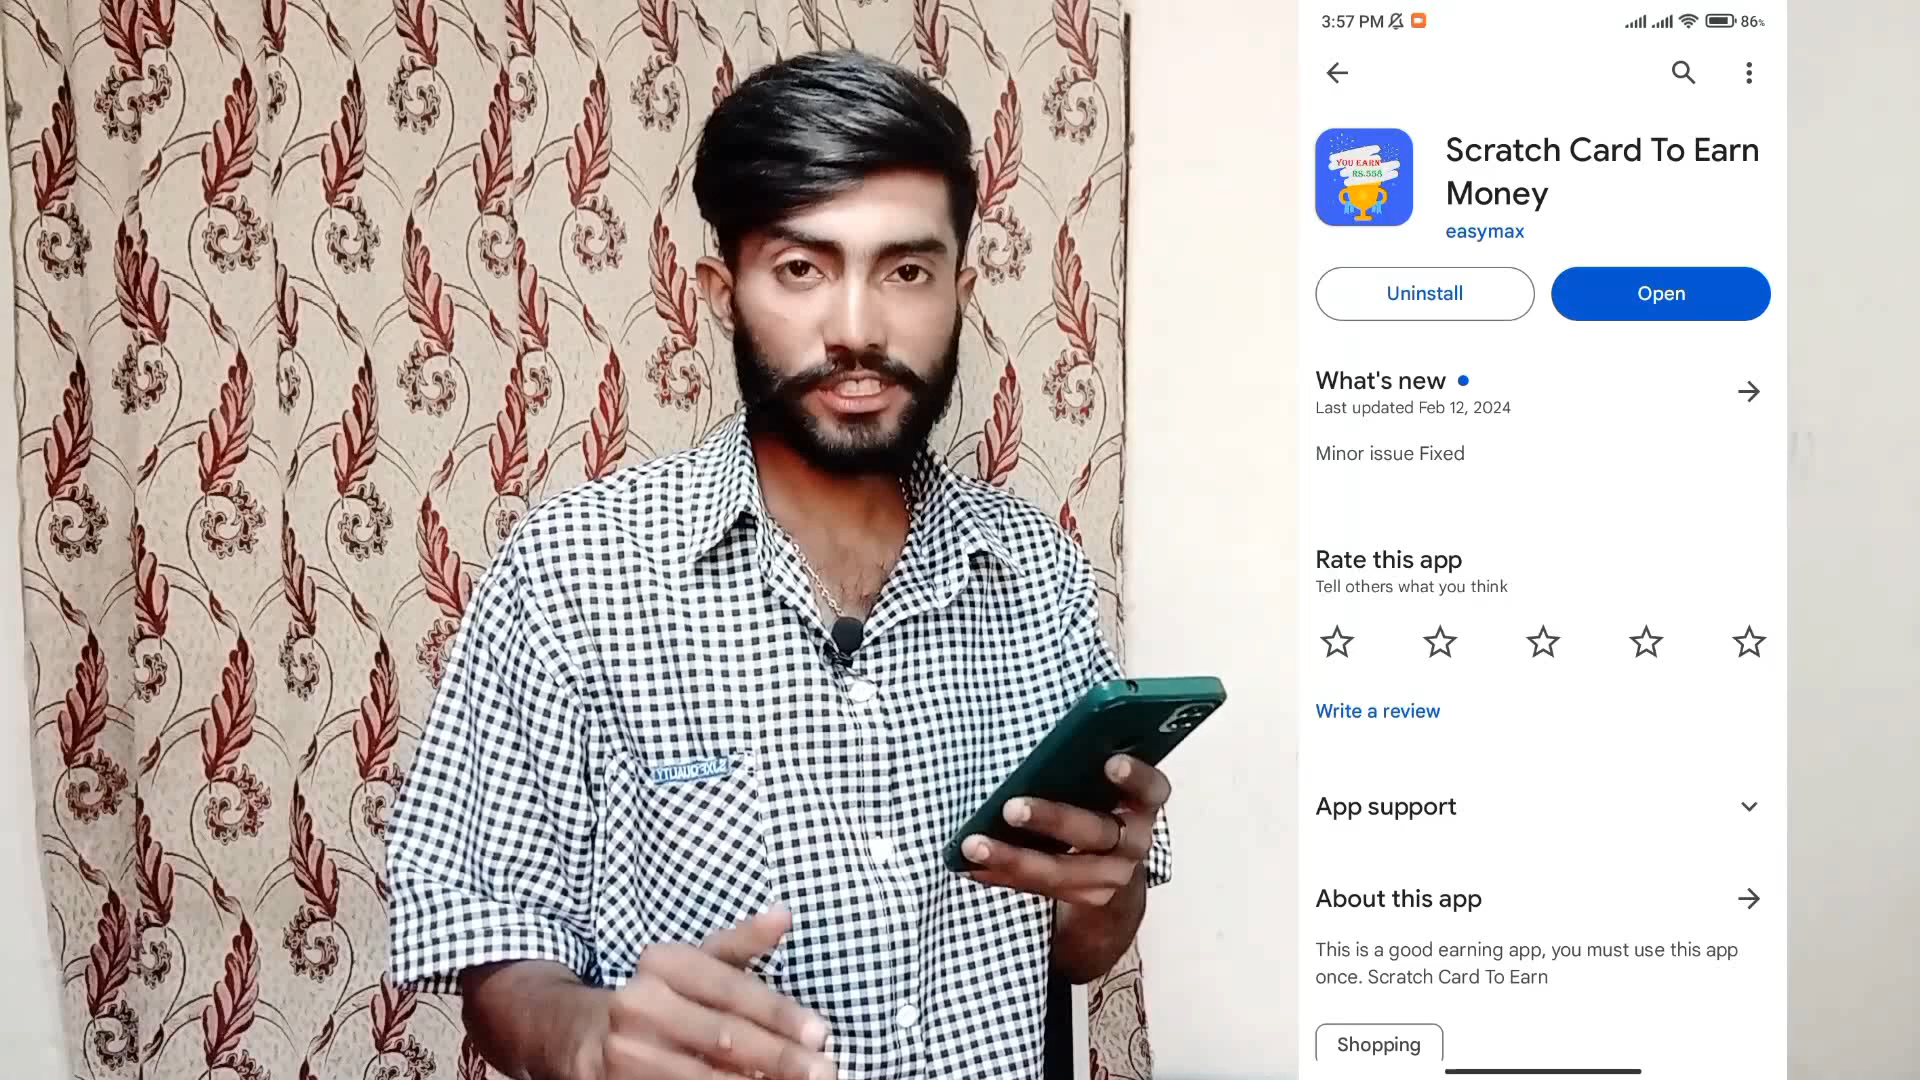 3:57 PM
86%
YOU EARN
RS.558
Scratch Card To Earn
Money
easymax
Uninstall
Open
What's new
Last updated Feb 12, 2024
Minor issue Fixed
Rate this app
Tell others what you think
Write a review
App support
About this app
This is a good earning app, you must use this app
once. Scratch Card To Earn
Shopping